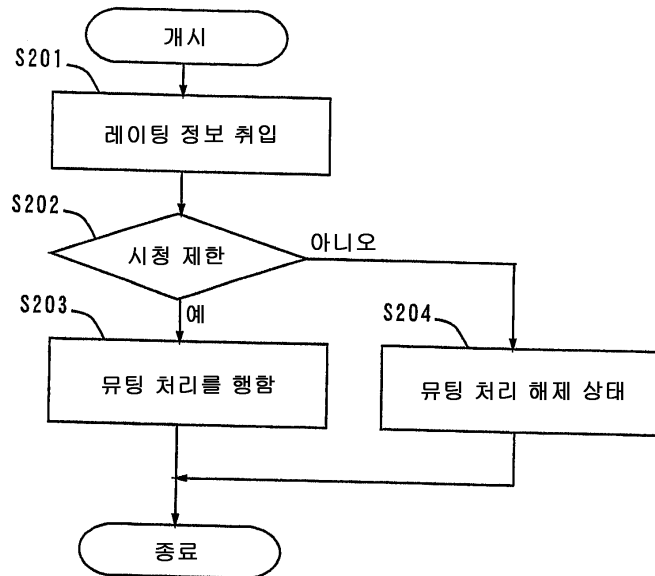 개시
S201
레이팅 정보 취입
S202
시청 제한
아니오
예
S203
뮤팅 처리를 행함
S204
뮤팅 처리 해제 상태
종료